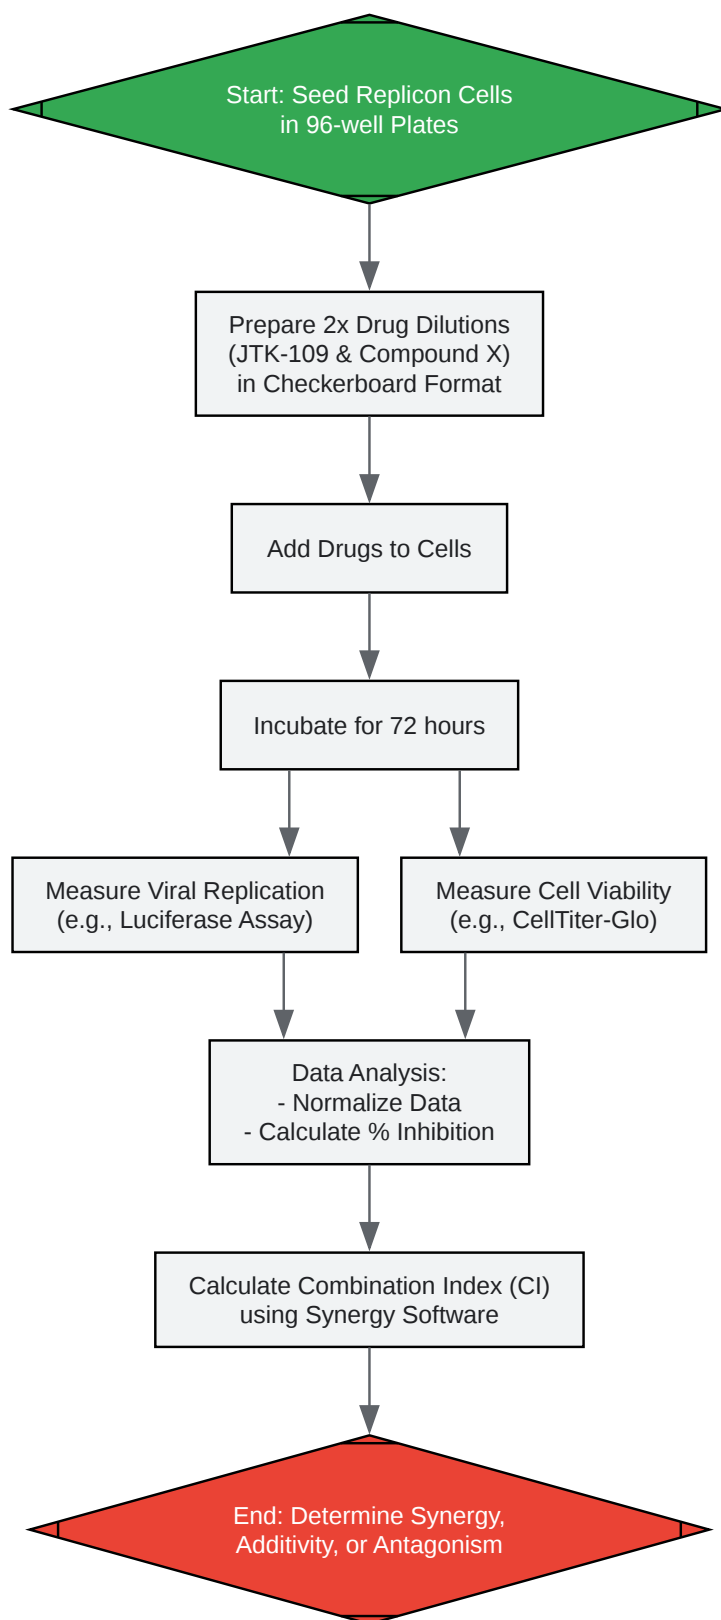 Start: Seed Replicon Cells
in 96-well Plates
Prepare 2x Drug Dilutions
(JTK-109 & Compound X)
in Checkerboard Format
Add Drugs to Cells
Incubate for 72 hours
Measure Viral Replication
(e.g., Luciferase Assay)
Measure Cell Viability
(e.g., CellTiter-Glo)
Data Analysis:
- Normalize Data
- Calculate % Inhibition
Calculate Combination Index (CI)
using Synergy Software
End: Determine Synergy,
Additivity, or Antagonism